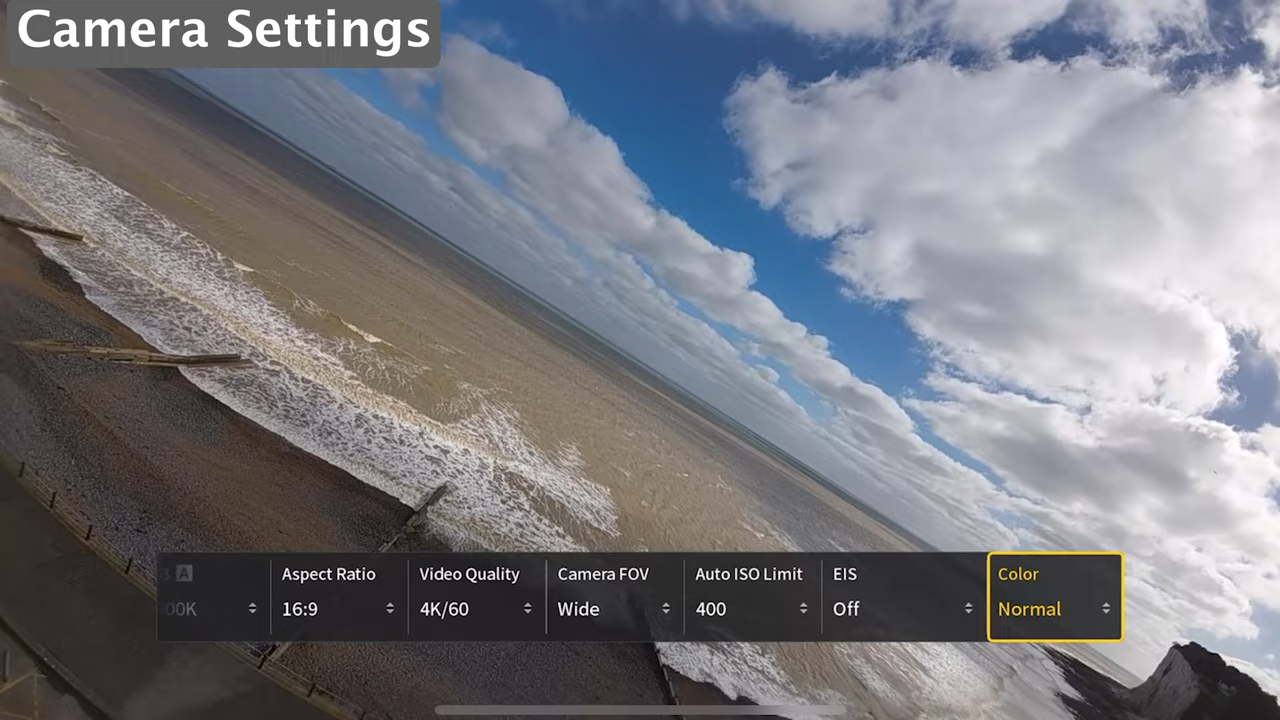 Camera Settings
A Aspect Ratio Video Quality Camera FOV Auto ISO Limit EIS Color
00K 16:9 4K/60 Wide 400 Off Normal